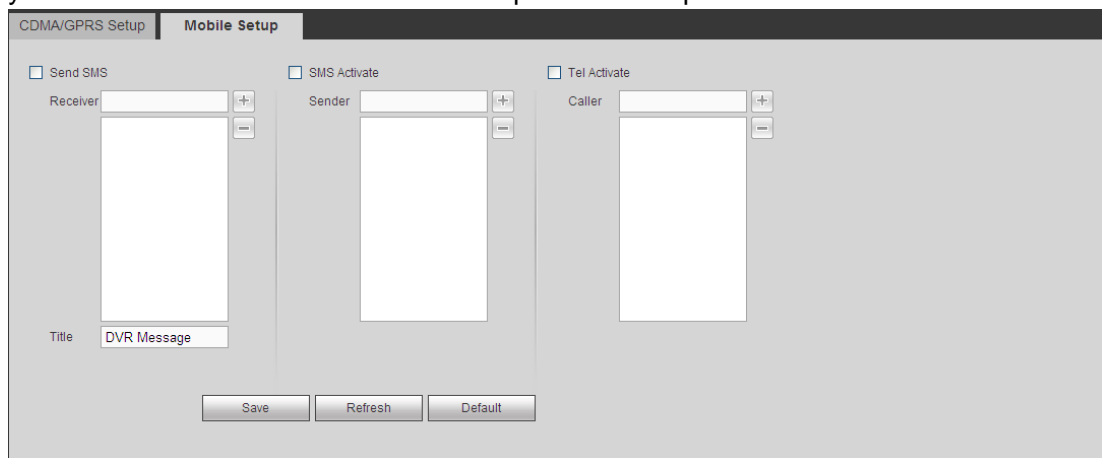 CDMA/GPRS Setup Mobile Setup
Send SMS SMS Activate Tel Activate
Receiver Sender Caller
Title DVR Message
Save Refresh Default